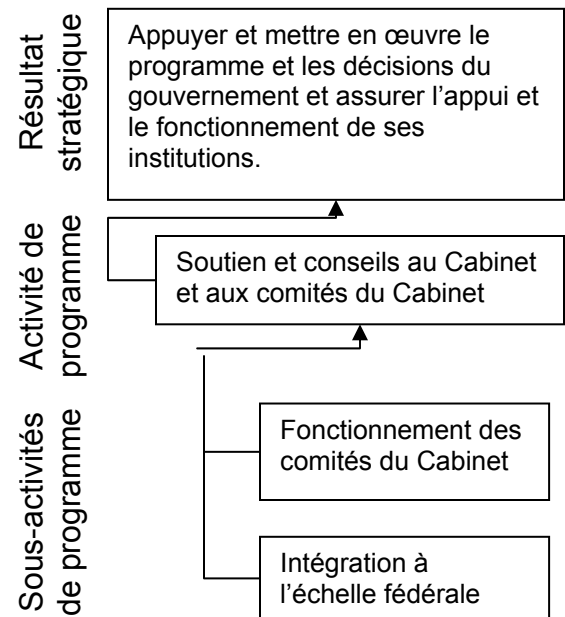 Résultat
stratégique
Appuyer et mettre en œuvre le
programme et les décisions du
gouvernement et assurer l’appui et
le fonctionnement de ses
institutions.
Activité de
programme
Soutien et conseils au Cabinet
et aux comités du Cabinet
Sous-activités
de programme
Fonctionnement des
comités du Cabinet
Intégration à
l’échelle fédérale